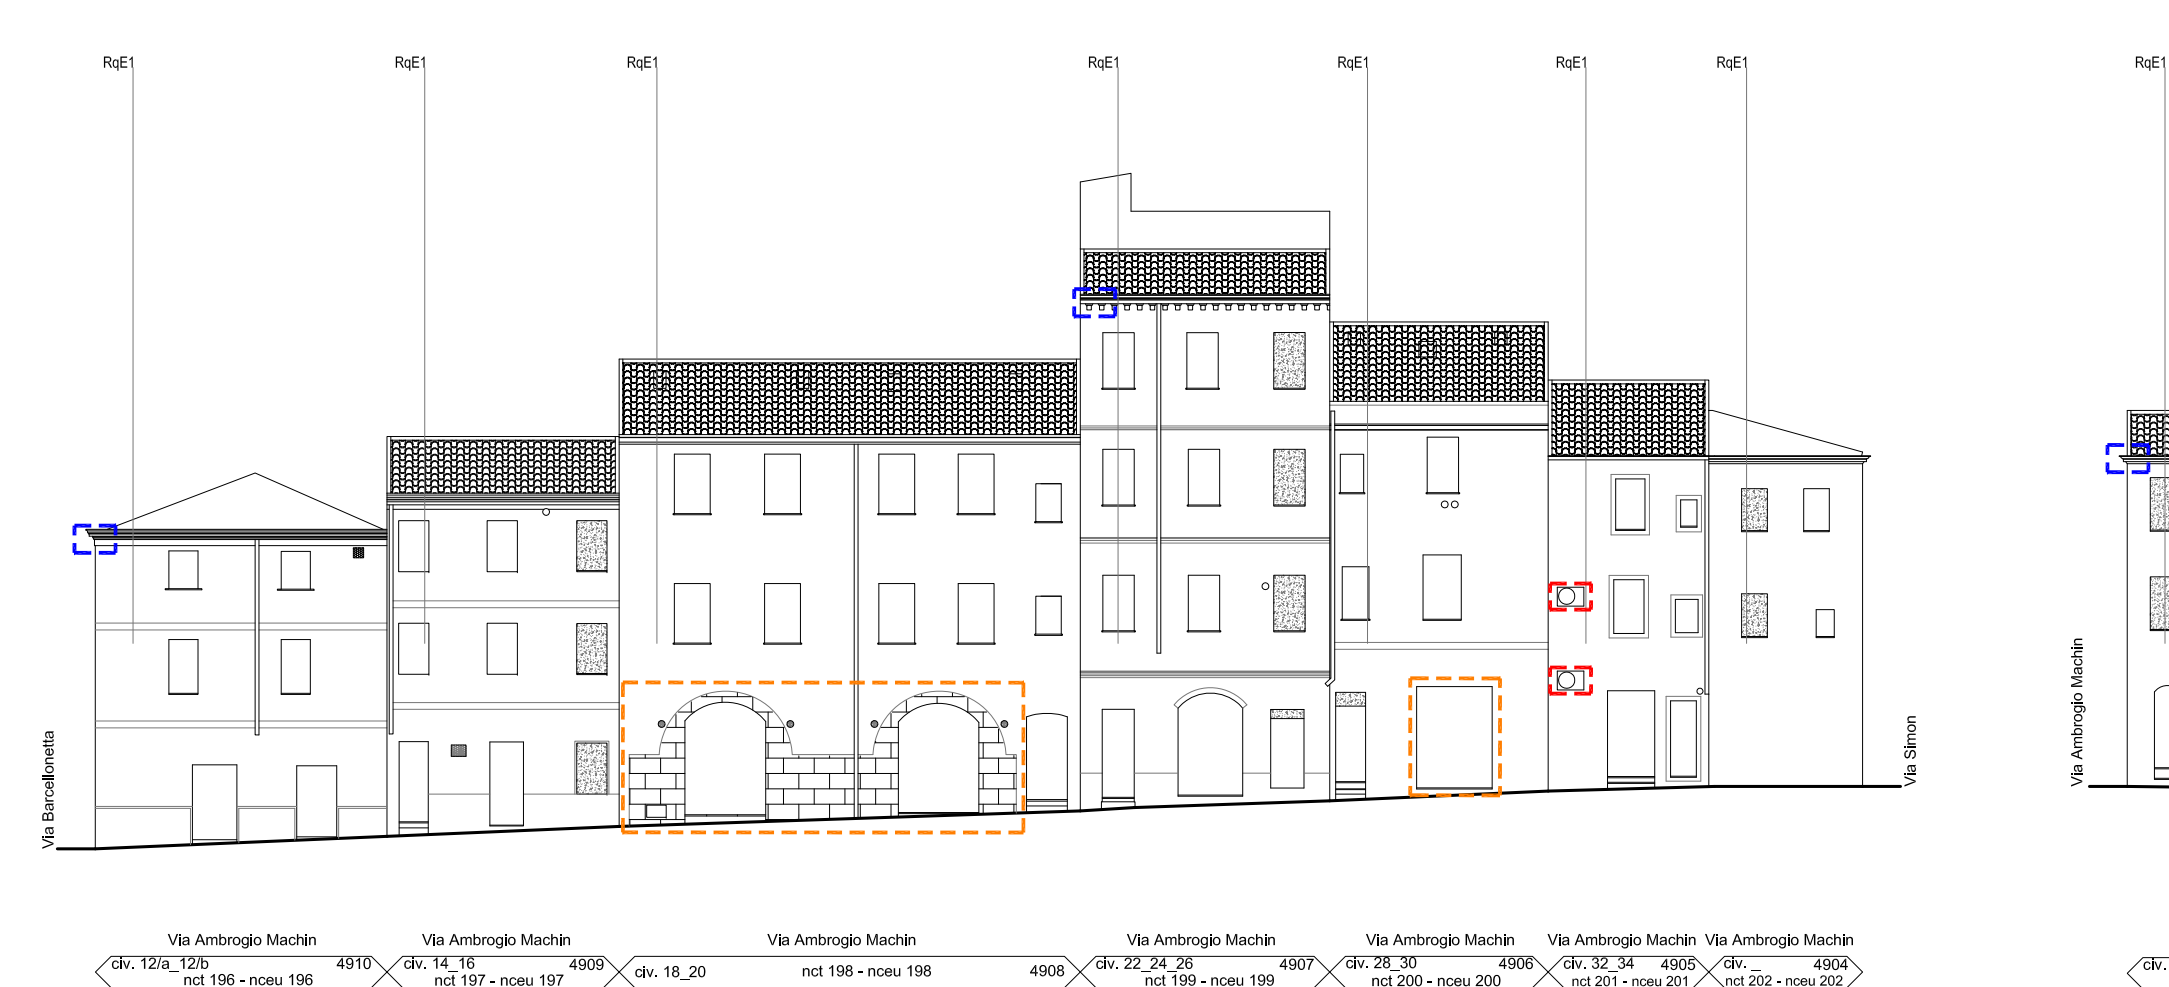 RqE1 RqE1 RqE1 RqE1 RqE1 RqE1 RqE1 RqE1
Via Barcellonetta
Via Simon
Via Ambrogio Machin
Via Ambrogio Machin
civ. 12/a_12/b 4910
nct 196 - nceu 196
Via Ambrogio Machin
civ. 14_16 4909
nct 197 - nceu 197
Via Ambrogio Machin
civ. 18_20 nct 198 - nceu 198 4908
Via Ambrogio Machin
civ. 22_24_26 4907
nct 199 - nceu 199
Via Ambrogio Machin
civ. 28_30 4906
nct 200 - nceu 200
Via Ambrogio Machin
civ. 32_34 4905
nct 201 - nceu 201
Via Ambrogio Machin
civ. _ 4904
nct 202 - nceu 202
civ.